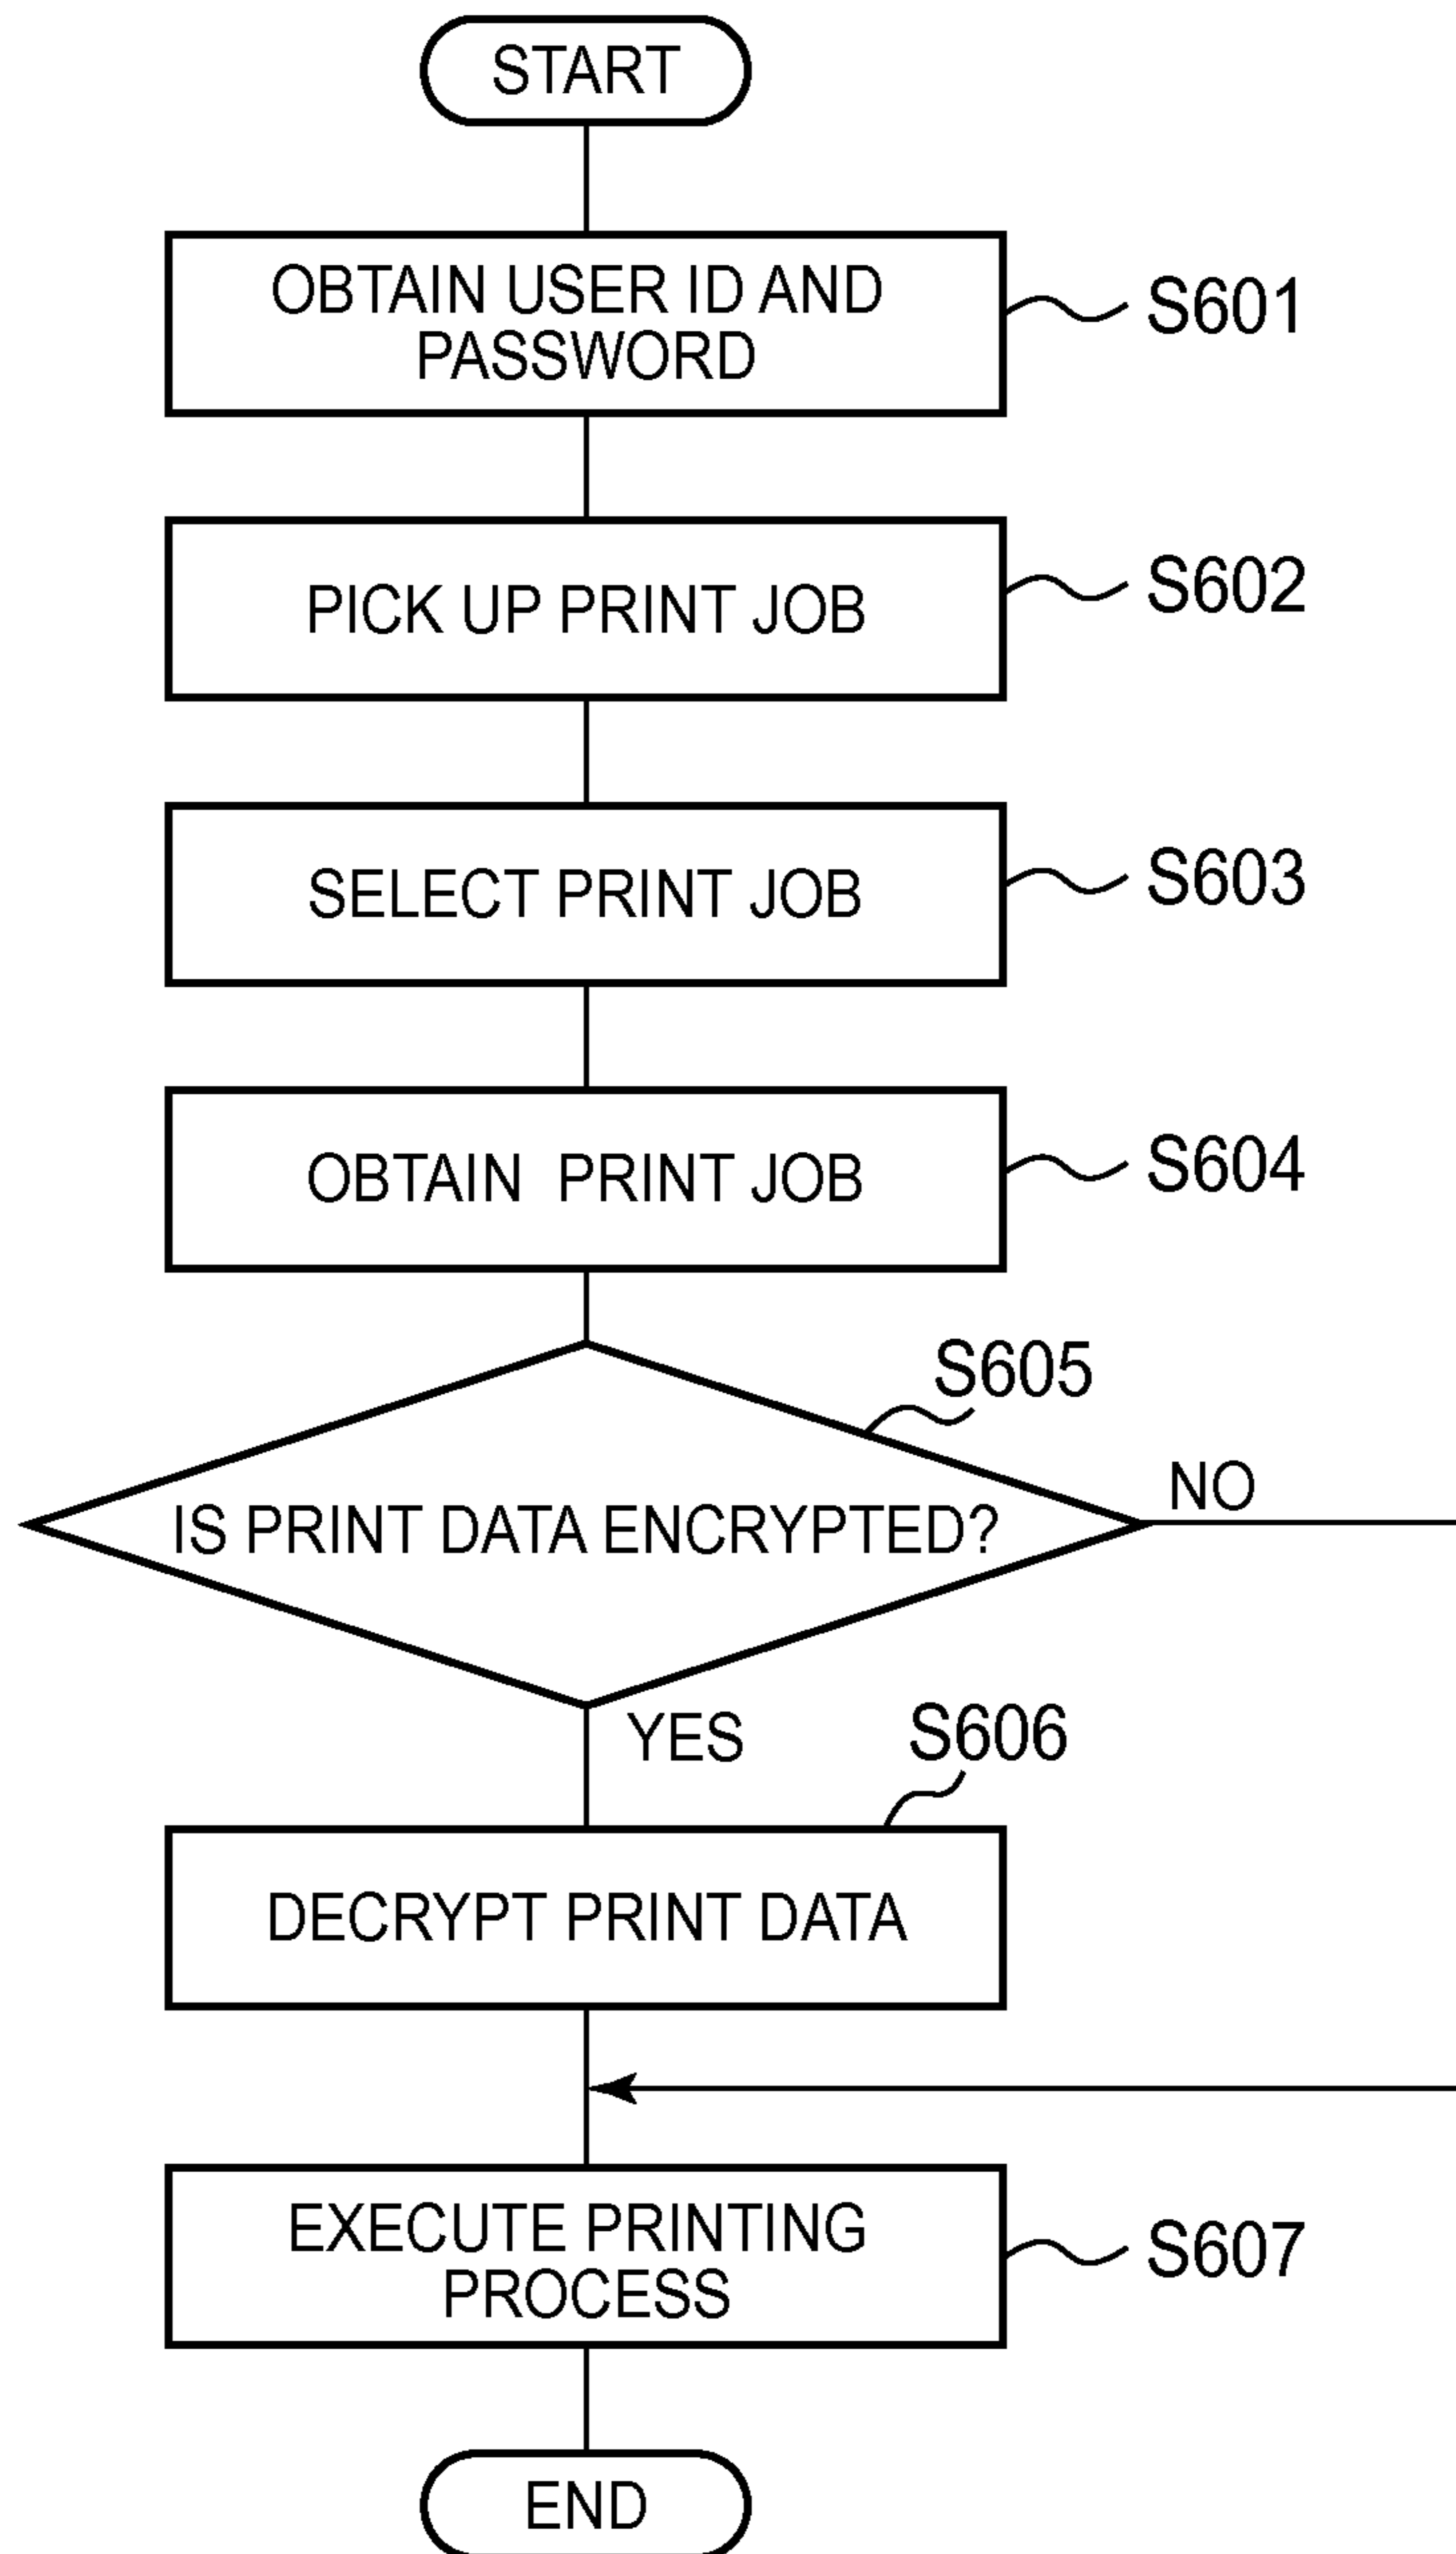 START
OBTAIN USER ID AND
PASSWORD
S601
PICK UP PRINT JOB
S602
SELECT PRINT JOB
S603
OBTAIN PRINT JOB
S604
S605
IS PRINT DATA ENCRYPTED?
NO
YES
S606
DECRYPT PRINT DATA
EXECUTE PRINTING
PROCESS
S607
END